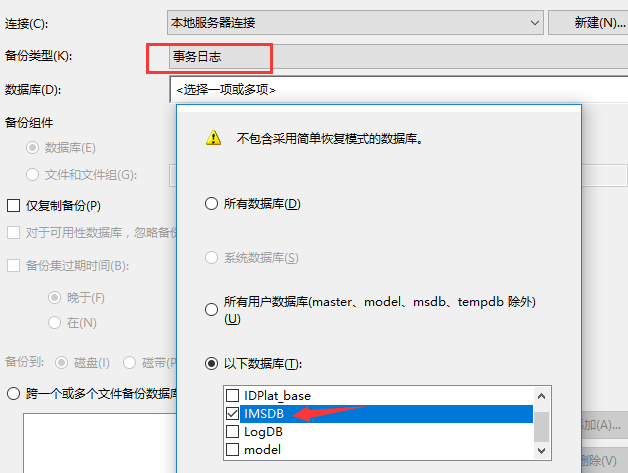 连接(C):
本地服务器连接
新建(N)...
备份类型(K):
事务日志
数据库(D):
<选择一项或多项>
备份组件
数据库(E)
文件和文件组(G):
仅复制备份(P)
对于可用性数据库，忽略备份
备份集过期时间(B):
晚于(F)
在(N)
备份到:
磁盘(I)
磁带(P
跨一个或多个文件备份数据库
不包含采用简单恢复模式的数据库。
所有数据库(D)
系统数据库(S)
所有用户数据库(master、model、msdb、tempdb 除外)
(U)
以下数据库(T):
IDPlat_base
IMSDB
LogDB
model
加(A)...
删除(V)